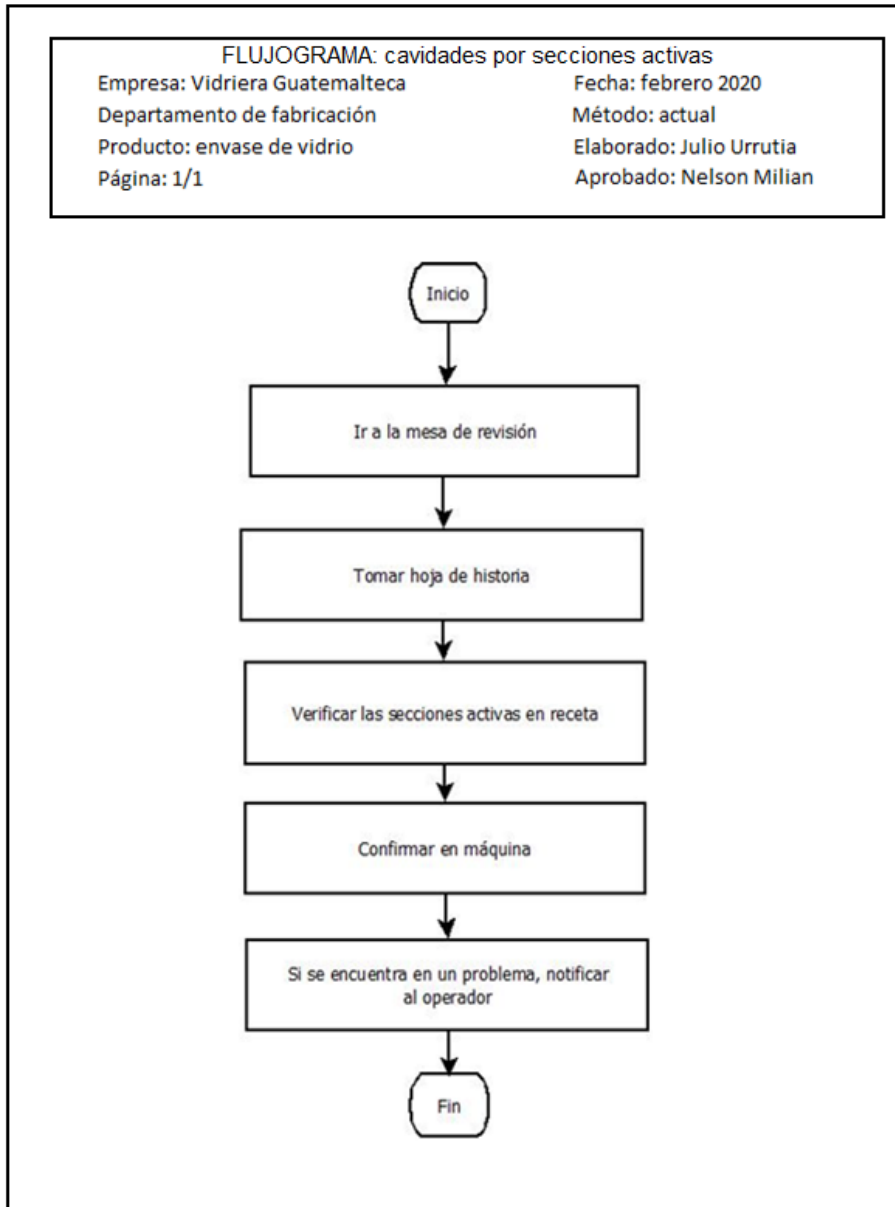 FLUJOGRAMA: cavidades por secciones activas
Empresa: Vidriera Guatemalteca
Fecha: febrero 2020
Departamento de fabricación
Método: actual
Producto: envase de vidrio
Elaborado: Julio Urrutia
Página: 1/1
Aprobado: Nelson Milian
Inicio
Ir a la mesa de revisión
Tomar hoja de historia
Verificar las secciones activas en receta
Confirmar en máquina
Si se encuentra en un problema, notificar
al operador
Fin